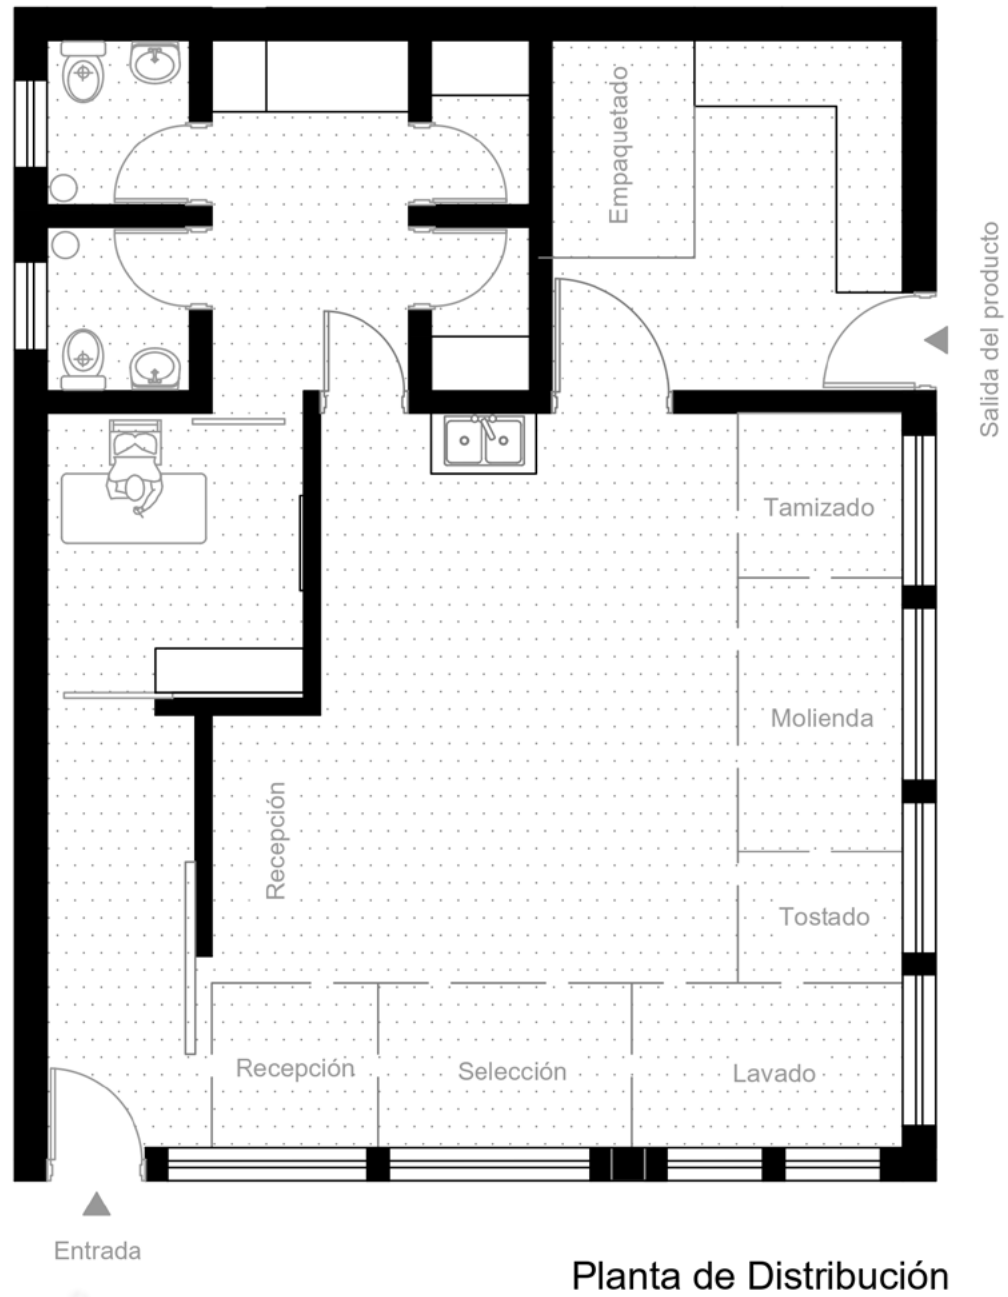 Empaquetado
Salida del producto
Tamizado
Molienda
Recepción
Tostado
Recepción
Selección
Lavado
Entrada
Planta de Distribución